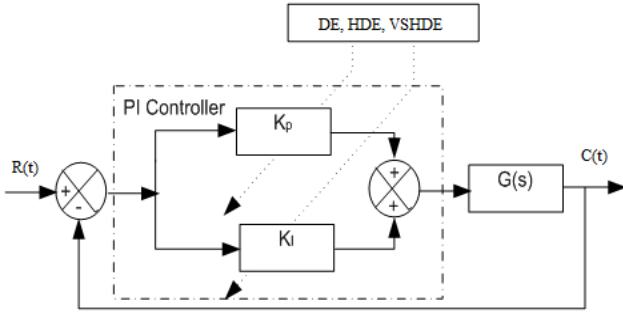 DE, HDE, VSHDE
PI Controller
Kp
R(t)
C(t)
+
-
+
+
G(s)
KI